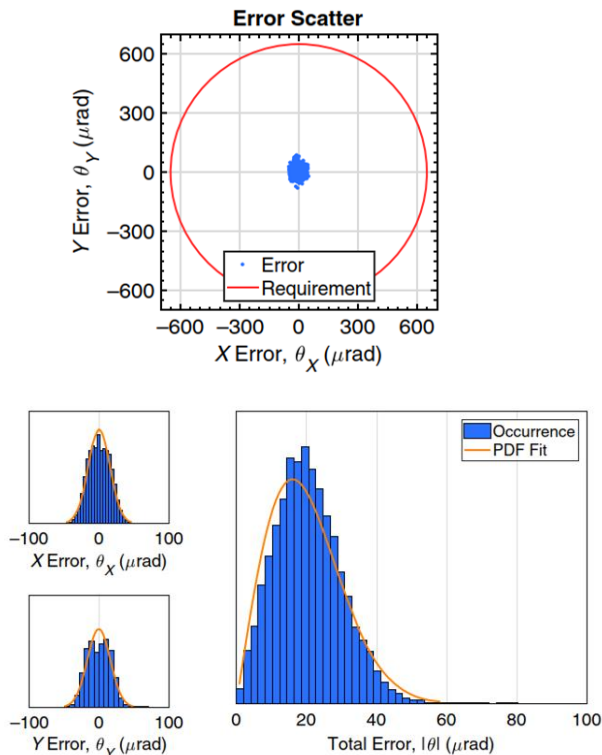 Error Scatter
600
300
0
−300
−600
Y Error, θY (μrad)
Error
Requirement
−600 −300 0 300 600
X Error, θX (μrad)
−100 0 100
X Error, θX (μrad)
−100 0 100
Y Error, θY (μrad)
Occurrence
PDF Fit
0 20 40 60 80 100
Total Error, |θ| (μrad)